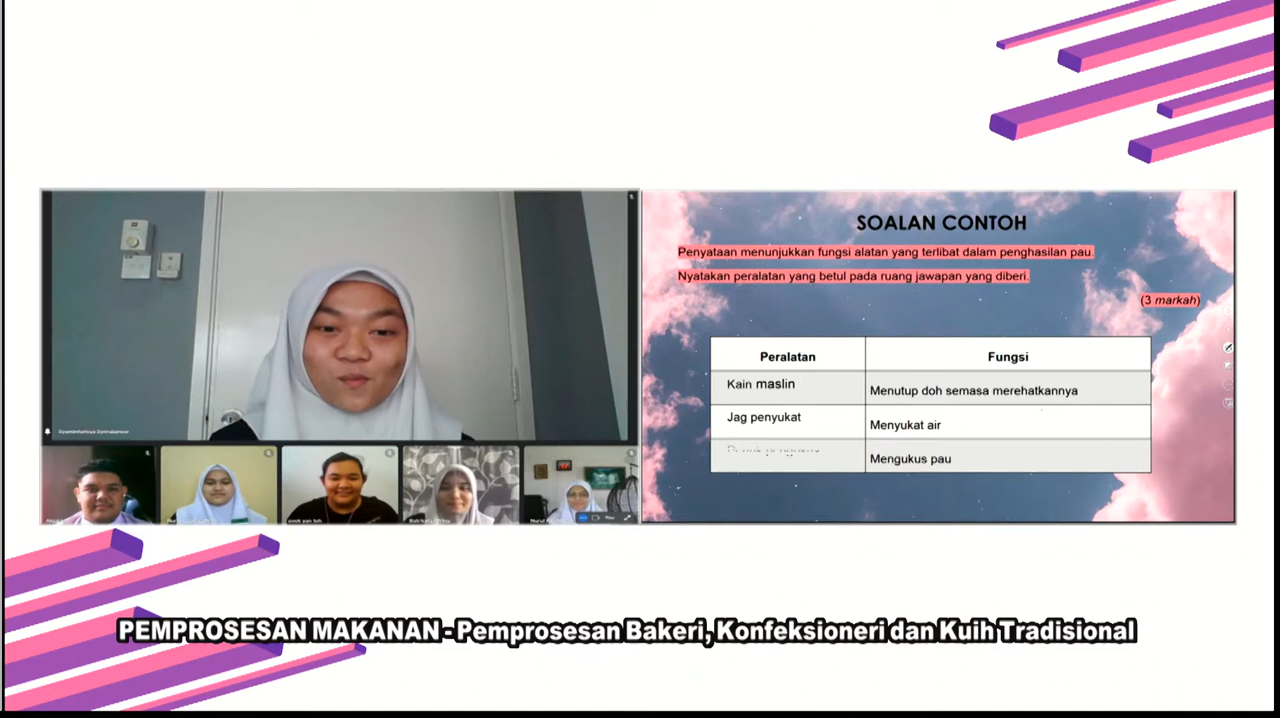 SOALAN CONTOH
Penyataan menunjukkan fungsi alatan yang terlibat dalam penghasilan pau.
Nyatakan peralatan yang betul pada ruang jawapan yang diberi.
(3 markah)
Peralatan
Fungsi
Kain maslin
Menutup doh semasa merehatkannya
Jag penyukat
Menyukat air
Mengukus pau
PEMPROSESAN MAKANAN - Pemprosesan Bakeri, Konfeksioneri dan Kuih Tradisional